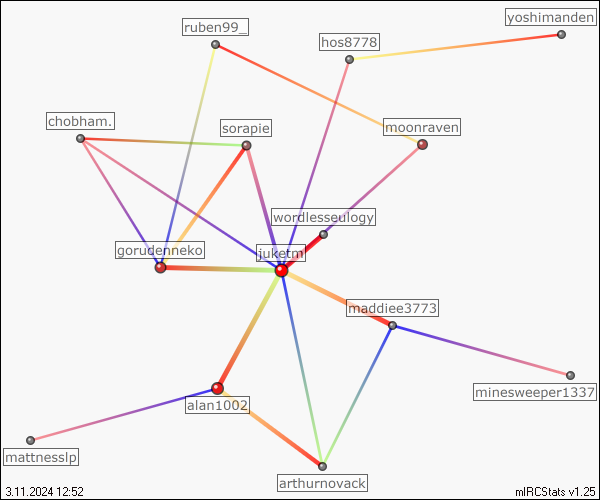 yoshimanden
ruben99_
hos8778
chobham.
sorapie
moonraven
wordlesseulogy
gorudenneko
juketm
maddiee3773
minesweeper1337
alan1002
mattnesslp
arthurnovack
3.11.2024 12:52
mIRCStats v1.25